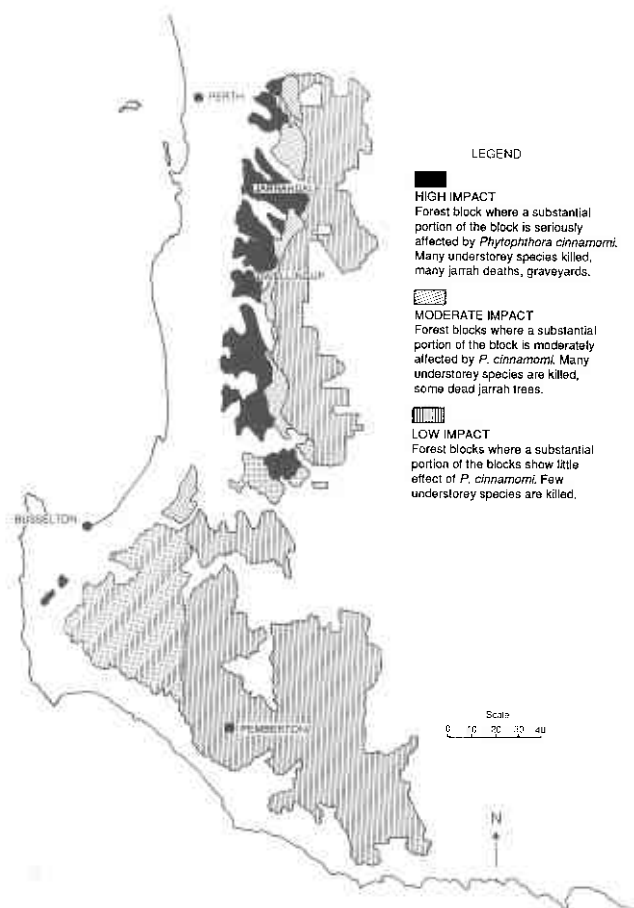 PERTH
LEGEND
HIGH IMPACT
Forest block where a substantial
portion of the block is seriously
affected by Phytophthora cinnamomi.
Many understorey species killed,
many jarrah deaths, graveyards.
JARRAHDALE
MODERATE IMPACT
Forest blocks where a substantial
portion of the block is moderately
affected by P. cinnamomi. Many
understorey species are killed,
some dead jarrah trees.
LOW IMPACT
Forest blocks where a substantial
portion of the blocks show little
effect of P. cinnamomi. Few
understorey species are killed.
BUSSELTON
PEMBERTON
Scale
0 10 20 30 40
N